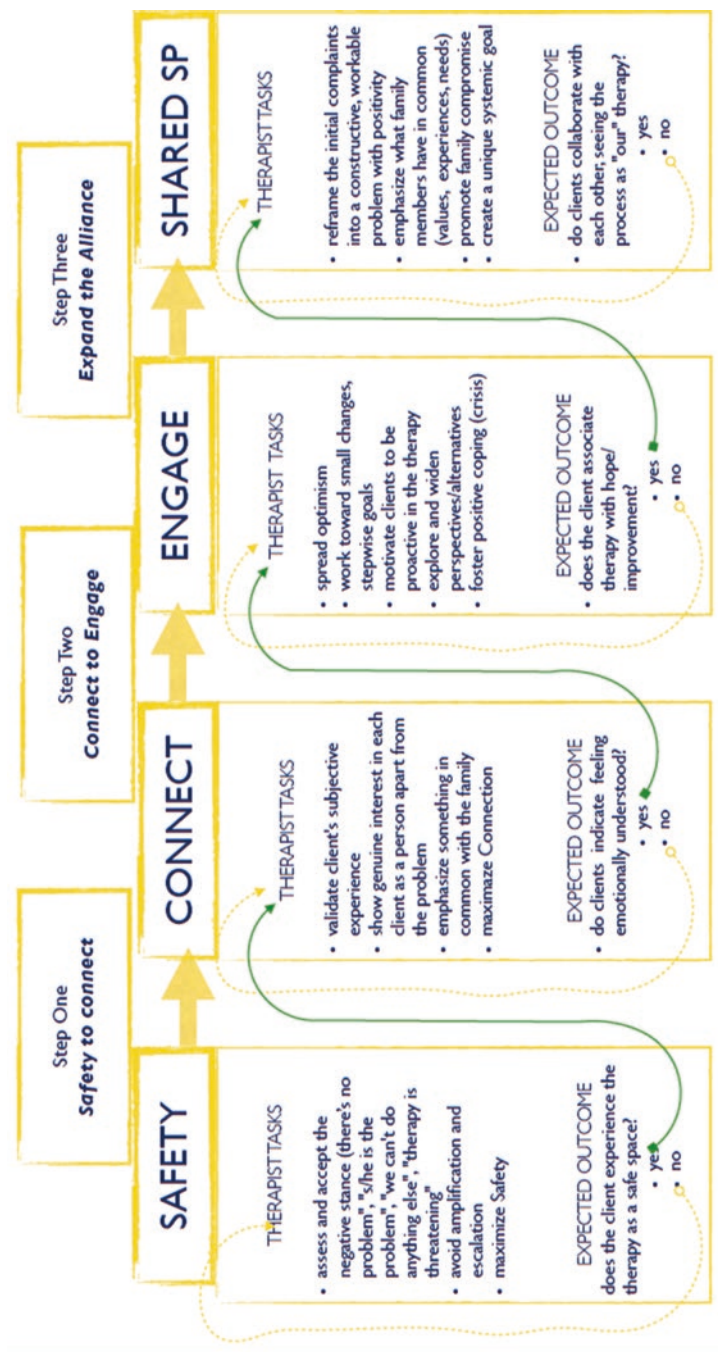 Step One
Safety to connect
Step Two
Connect to Engage
Step Three
Expand the Alliance
SAFETY
THERAPIST TASKS
• assess and accept the
negative stance (there's no
problem", "s/he is the
problem", "we can't do
anything else", "therapy is
threatening"
• avoid amplification and
escalation
• maximize Safety
EXPECTED OUTCOME
does the client experience the
therapy as a safe space?
• yes
• no
CONNECT
THERAPIST TASKS
• validate client's subjective
experience
• show genuine interest in each
client as a person apart from
the problem
• emphasize something in
common with the family
• maximaze Connection
EXPECTED OUTCOME
• do clients indicate feeling
emotionally understood?
• yes
• no
ENGAGE
THERAPIST TASKS
• spread optimism
• work toward small changes,
stepwise goals
• motivate clients to be
proactive in the therapy
• explore and widen
perspectives/alternatives
• foster positive coping (crisis)
EXPECTED OUTCOME
• does the client associate
therapy with hope/
improvement?
• yes
• no
SHARED SP
THERAPIST TASKS
• reframe the initial complaints
into a constructive, workable
problem with positivity
• emphasize what family
members have in common
(values, experiences, needs)
• promote family compromise
• create a unique systemic goal
EXPECTED OUTCOME
• do clients collaborate with
each other, seeing the
process as "our" therapy?
• yes
• no